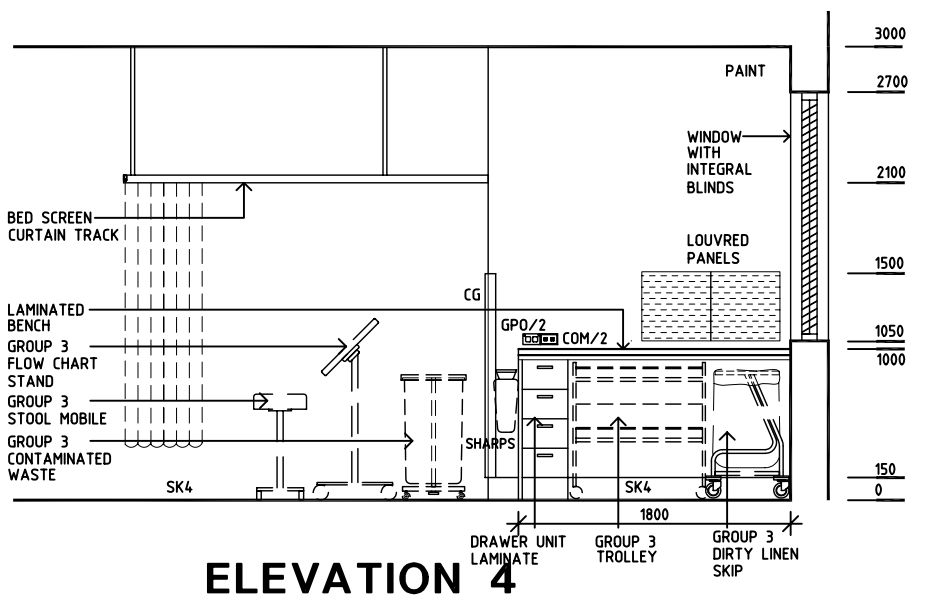 3000
PAINT
2700
WINDOW
WITH
INTEGRAL
BLINDS
2100
BED SCREEN
CURTAIN TRACK
LOUVRED
PANELS
1500
CG
LAMINATED
BENCH
GPO/2
COM/2
1050
1000
GROUP 3
FLOW CHART
STAND
GROUP 3
STOOL MOBILE
GROUP 3
CONTAMINATED
WASTE
SHARPS
150
SK4
SK4
0
1800
DRAWER UNIT
LAMINATE
GROUP 3
TROLLEY
GROUP 3
DIRTY LINEN
SKIP
ELEVATION 4